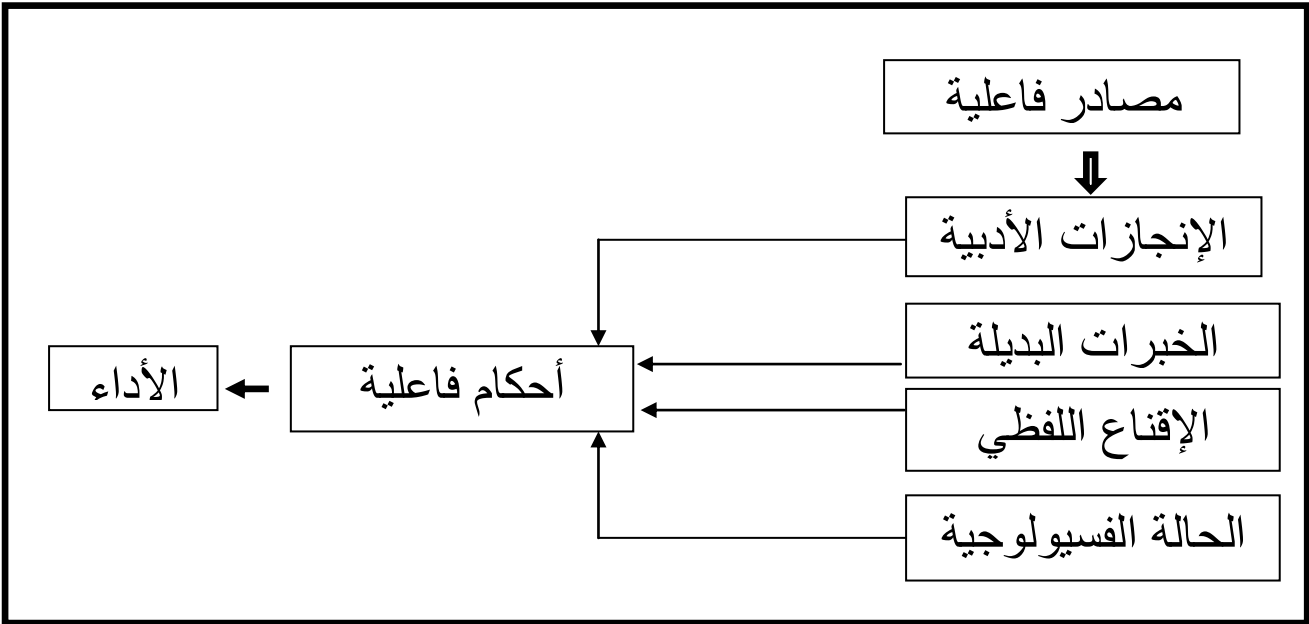 مصادر فاعلية
الإنجازات الأدبية
الخبرات البديلة
الإقناع اللفظي
الحالة الفسيولوجية
أحكام فاعلية
الأداء